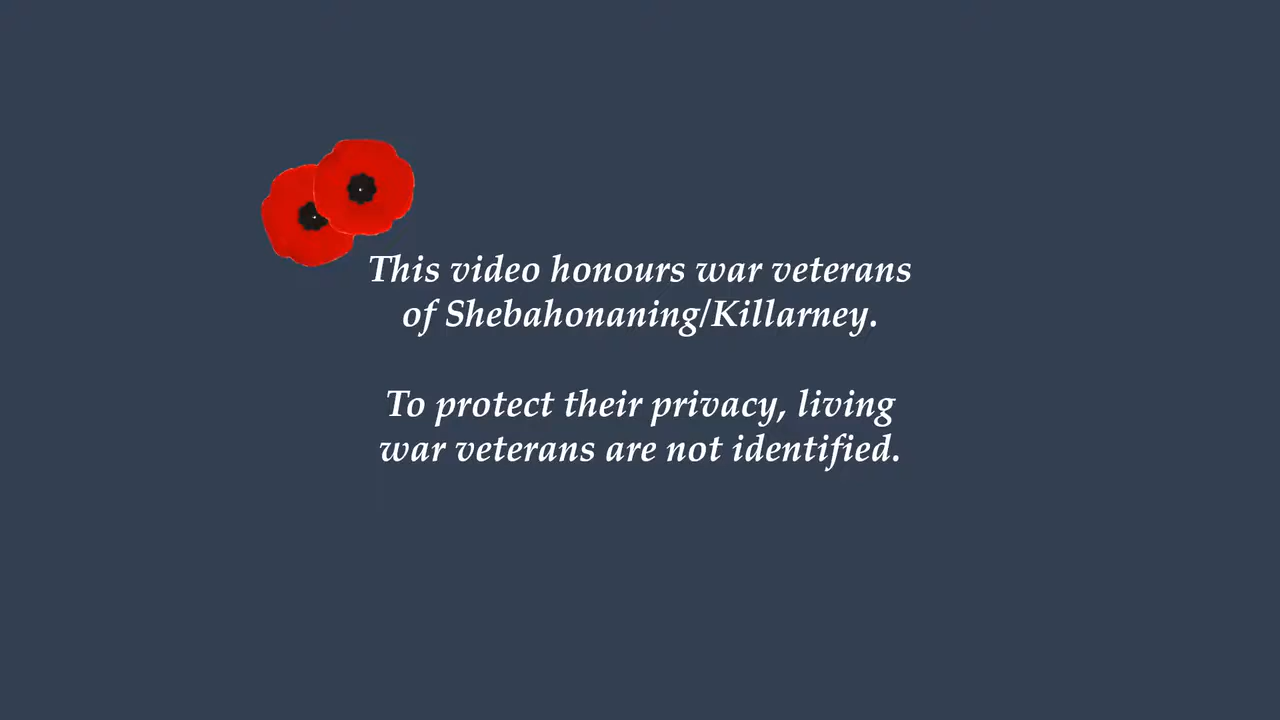 This video honours war veterans
of Shebahonaning/Killarney.
To protect their privacy, living
war veterans are not identified.